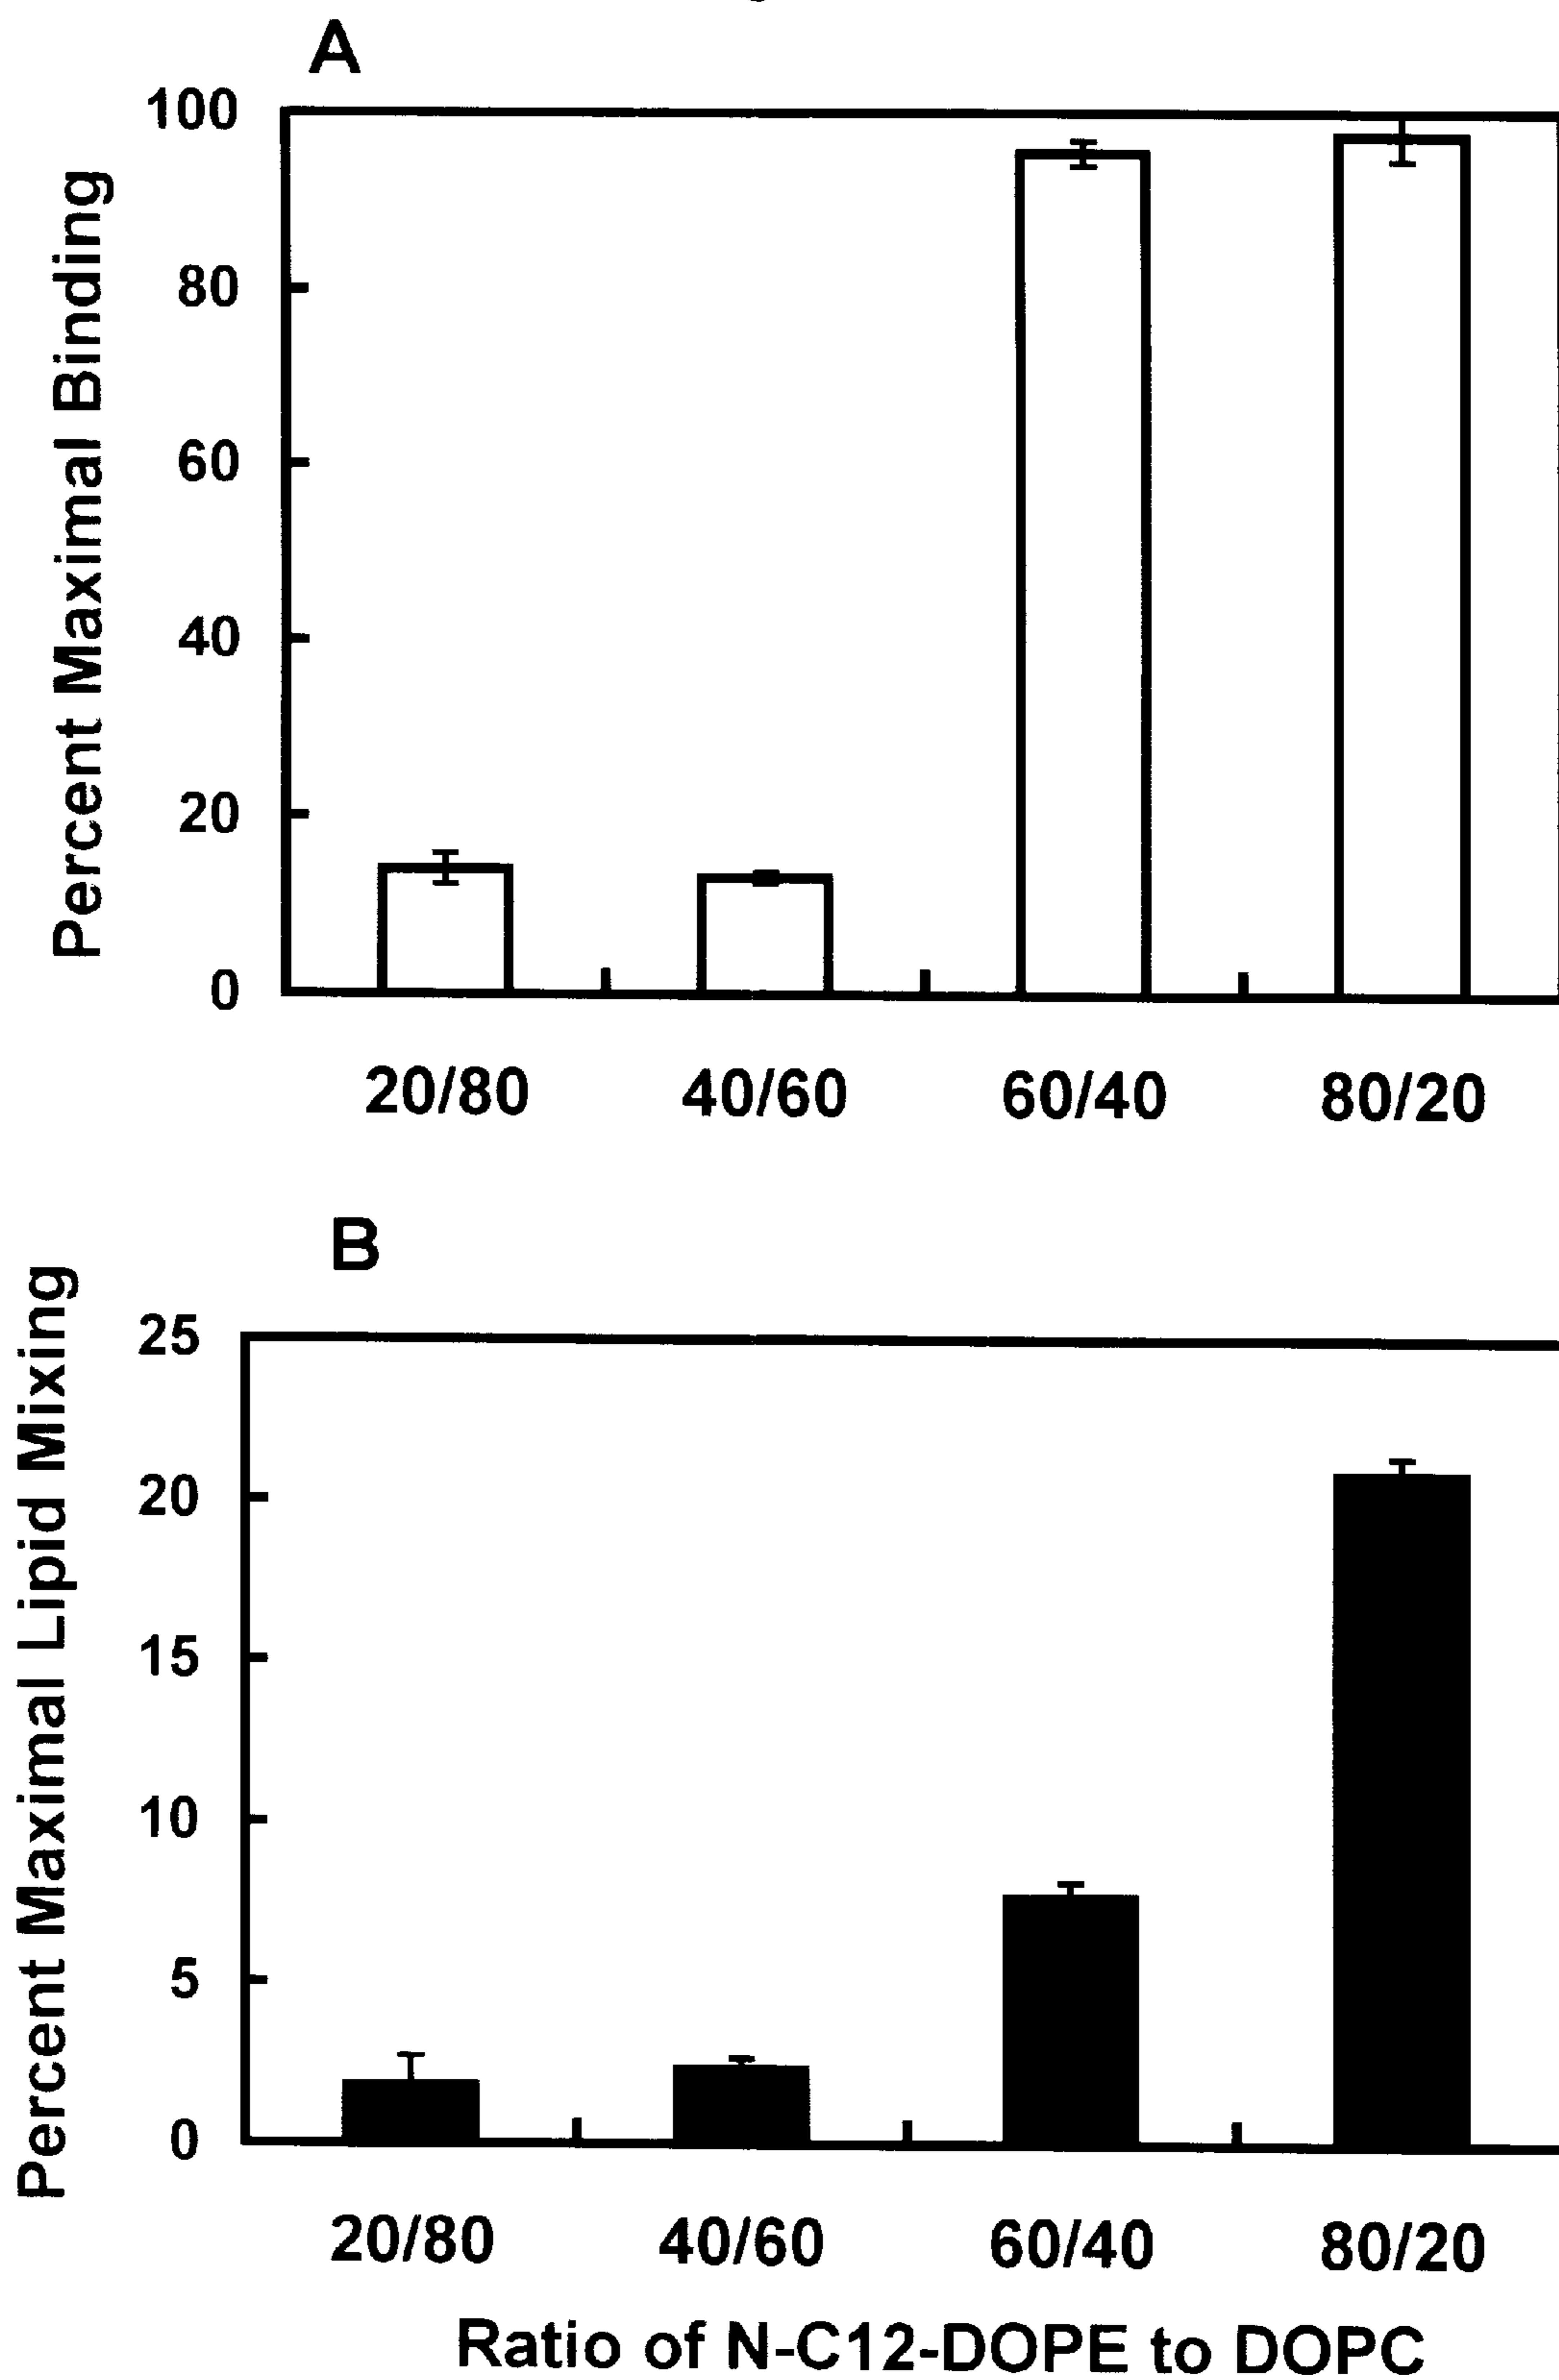 A
100
80
60
40
20
0
Percent Maximal Binding
20/80 40/60 60/40 80/20
B
25
20
15
10
5
0
Percent Maximal Lipid Mixing
20/80 40/60 60/40 80/20
Ratio of N-C12-DOPE to DOPC